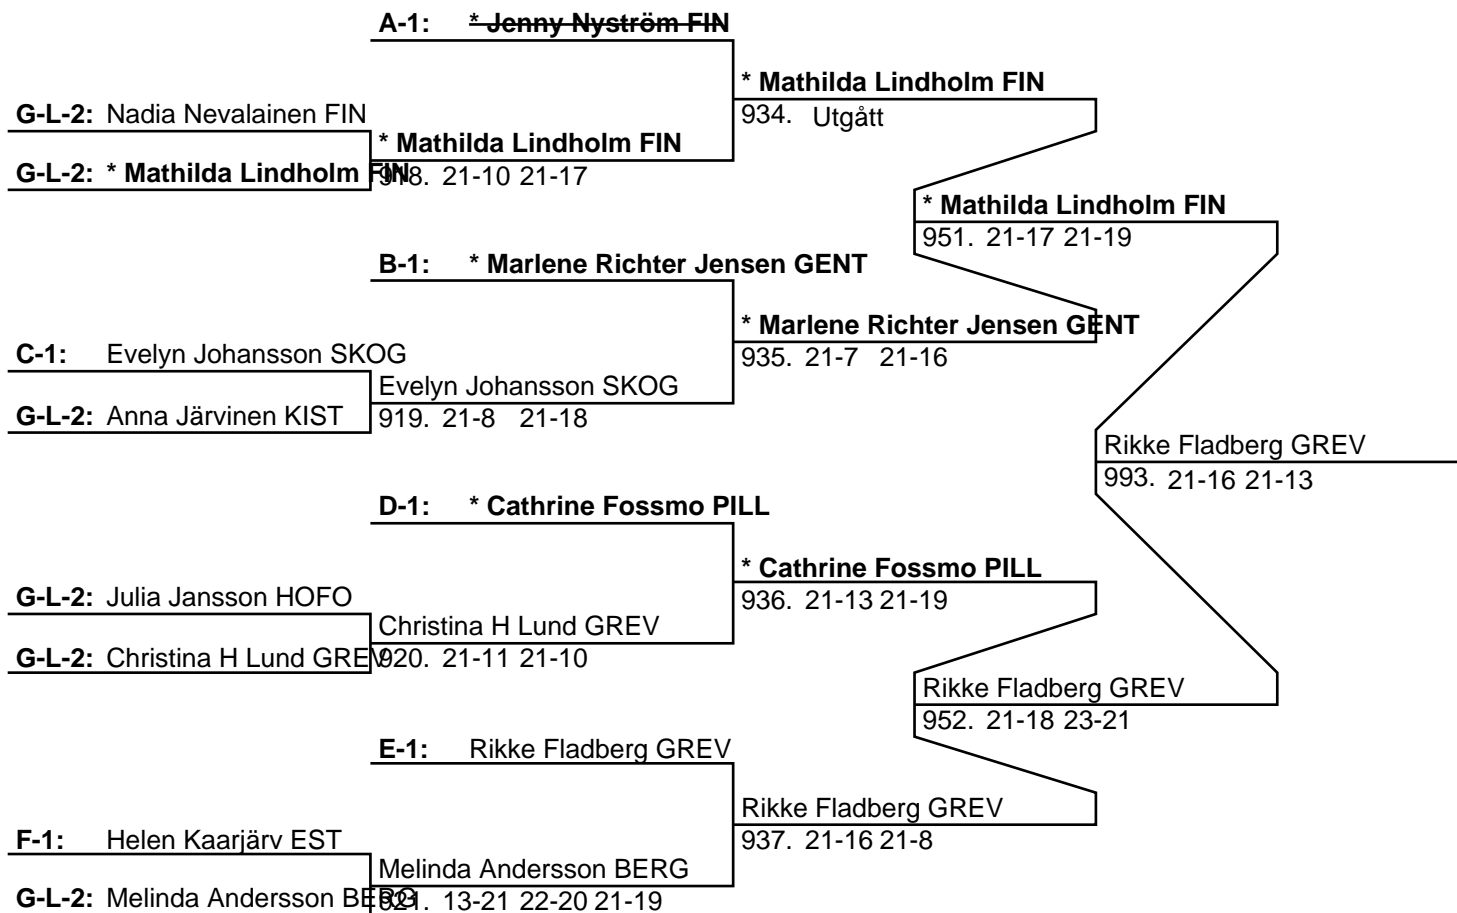 A-1: * Jenny Nyström FIN
* Mathilda Lindholm FIN
934. Utgått
G-L-2: Nadia Nevalainen FIN
* Mathilda Lindholm FIN
G-L-2: * Mathilda Lindholm FIN
918. 21-10 21-17
* Mathilda Lindholm FIN
951. 21-17 21-19
B-1: * Marlene Richter Jensen GENT
* Marlene Richter Jensen GENT
935. 21-7 21-16
C-1: Evelyn Johansson SKOG
Evelyn Johansson SKOG
G-L-2: Anna Järvinen KIST
919. 21-8 21-18
Rikke Fladberg GREV
993. 21-16 21-13
D-1: * Cathrine Fossmo PILL
* Cathrine Fossmo PILL
936. 21-13 21-19
G-L-2: Julia Jansson HOFO
Christina H Lund GREV
G-L-2: Christina H Lund GREV
920. 21-11 21-10
Rikke Fladberg GREV
952. 21-18 23-21
E-1: Rikke Fladberg GREV
Rikke Fladberg GREV
937. 21-16 21-8
F-1: Helen Kaarjärv EST
Melinda Andersson BERG
G-L-2: Melinda Andersson BERG
921. 13-21 22-20 21-19